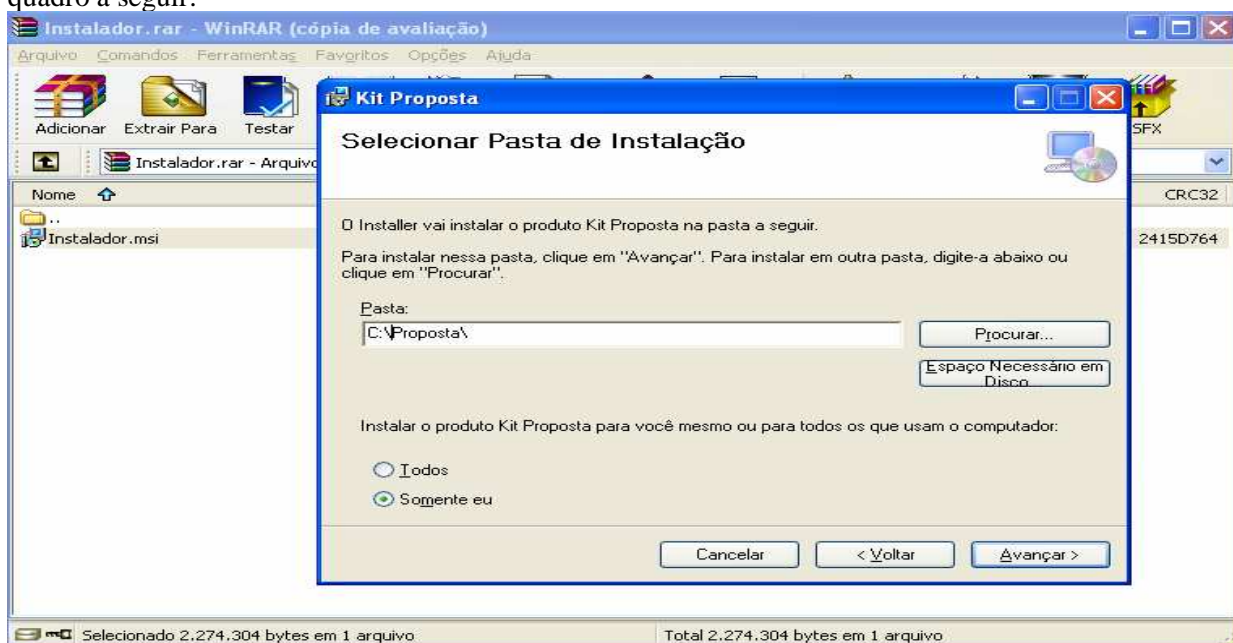 quadro a seguir:
Instalador.rar - WinRAR (cópia de avaliação)
Arquivo Comandos Ferramentas Favoritos Opções Ajuda
Adicionar Extrair Para Testar SFX
Instalador.rar - Arquivo
Nome CRC32
..
Instalador.msi 2415D764
Kit Proposta
Selecionar Pasta de Instalação
O Installer vai instalar o produto Kit Proposta na pasta a seguir.
Para instalar nessa pasta, clique em "Avançar". Para instalar em outra pasta, digite-a abaixo ou
clique em "Procurar".
Pasta:
C:\Proposta\
Procurar...
Espaço Necessário em
Disco
Instalar o produto Kit Proposta para você mesmo ou para todos os que usam o computador:
Todos
Somente eu
Cancelar < Voltar Avançar >
Selecionado 2.274.304 bytes em 1 arquivo Total 2.274.304 bytes em 1 arquivo